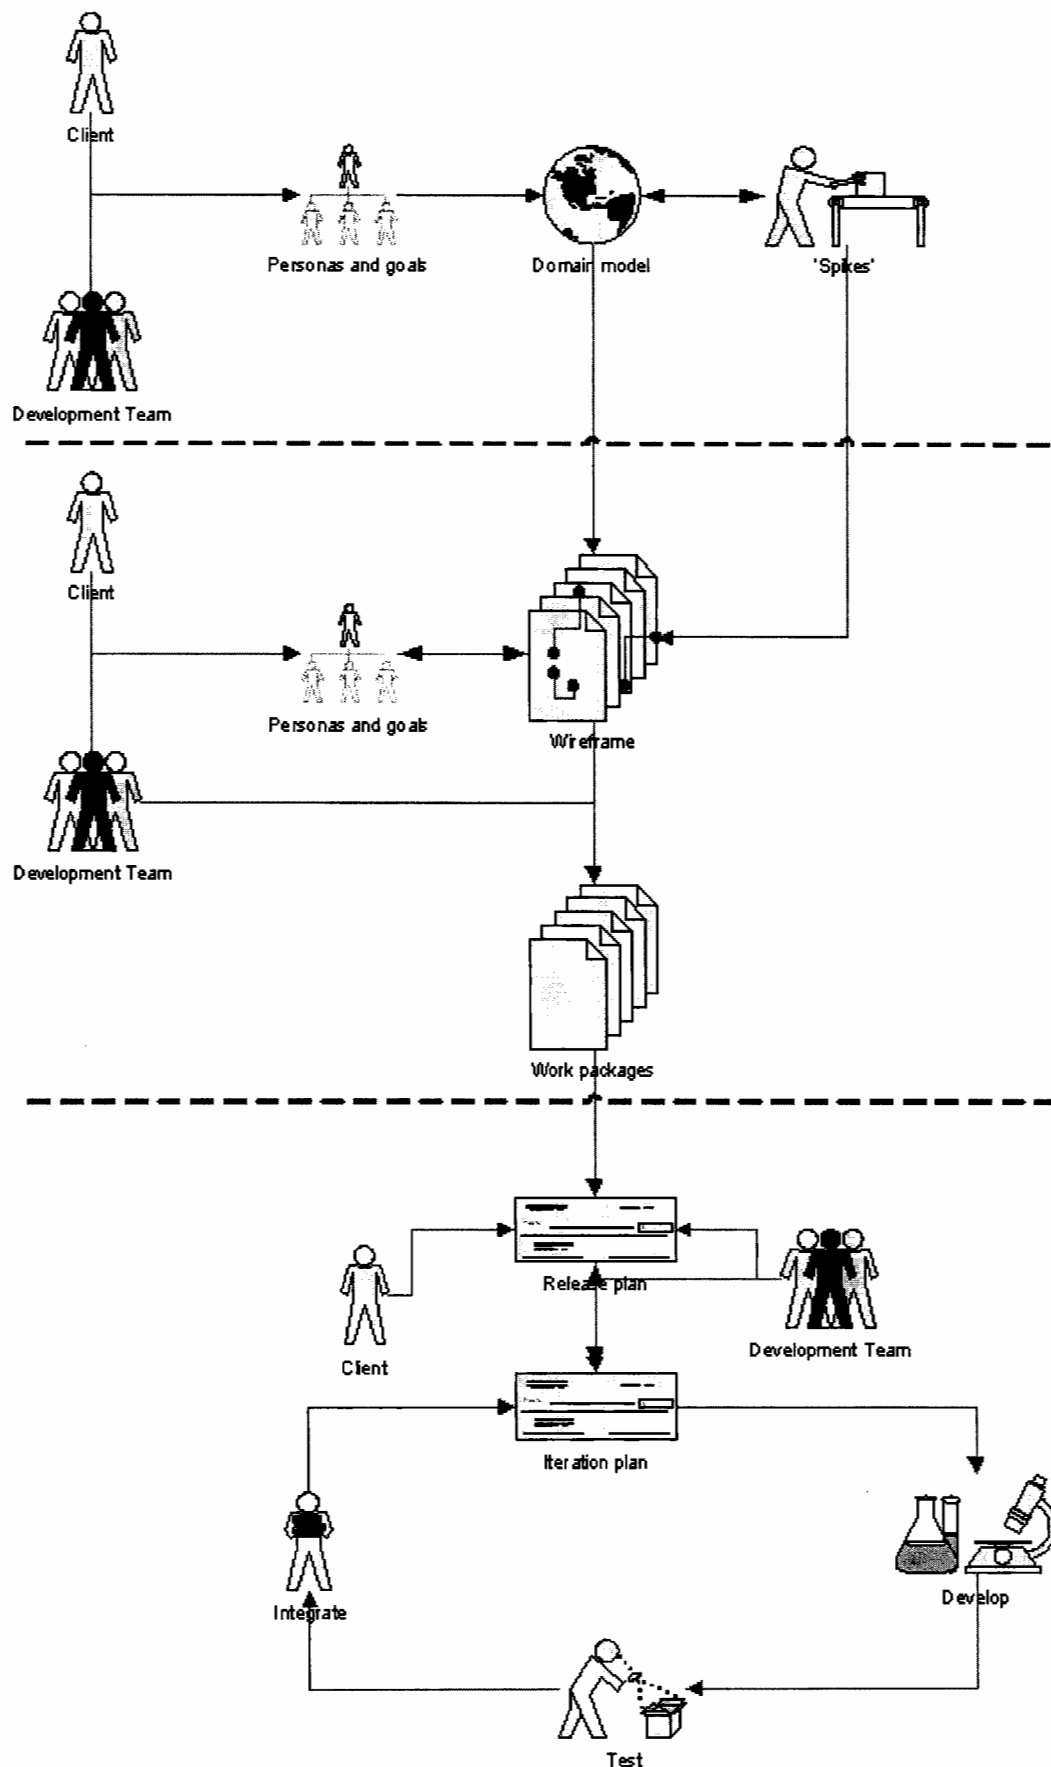 Client
Personas and goals
Domain model
'Spikes'
Development Team
Client
Personas and goals
Wireframe
Development Team
Work packages
Release plan
Client
Development Team
Iteration plan
Integrate
Develop
Test